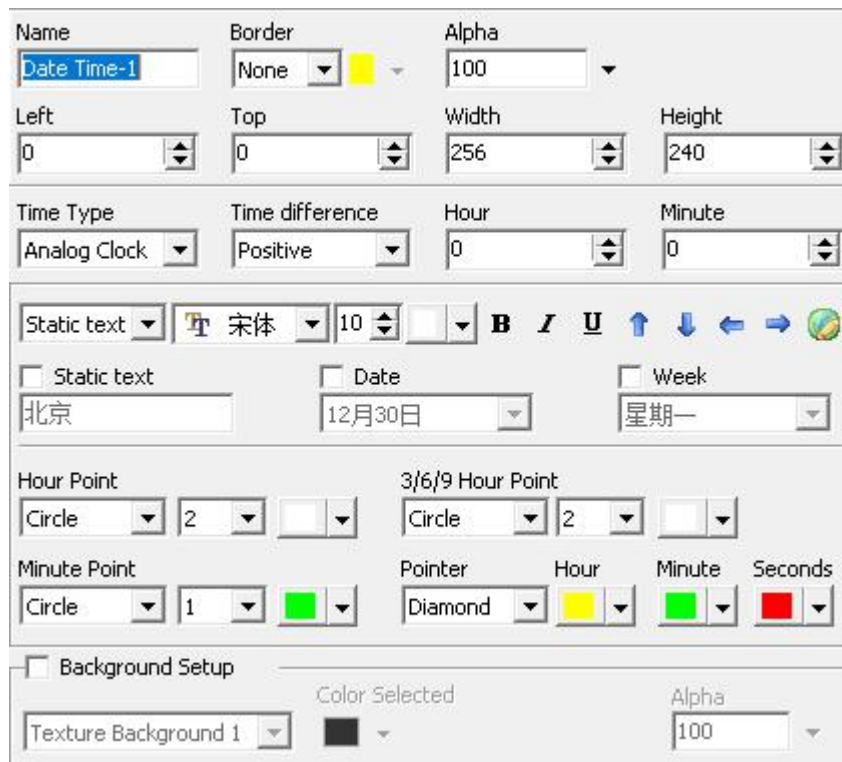 Name Border Alpha
Date Time-1 None 100
Left Top Width Height
0 0 256 240
Time Type Time difference Hour Minute
Analog Clock Positive 0 0
Static text 宋体 10 B I U
Static text Date Week
北京 12月30日 星期一
Hour Point 3/6/9 Hour Point
Circle 2 Circle 2
Minute Point Pointer Hour Minute Seconds
Circle 1 Diamond
Background Setup
Color Selected Alpha
Texture Background 1 100